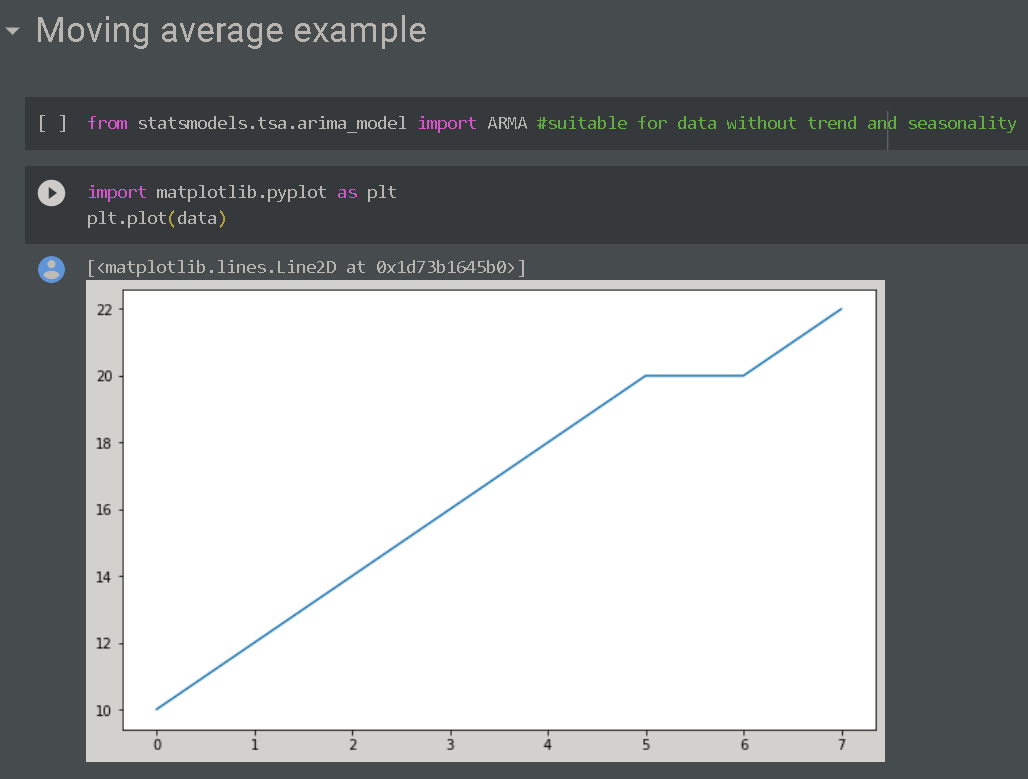 Moving average example
[ ] from statsmodels.tsa.arima_model import ARMA #suitable for data without trend and seasonality
import matplotlib.pyplot as plt
plt.plot(data)
[<matplotlib.lines.Line2D at 0x1d73b1645b0>]
22
20
18
16
14
12
10
0 1 2 3 4 5 6 7